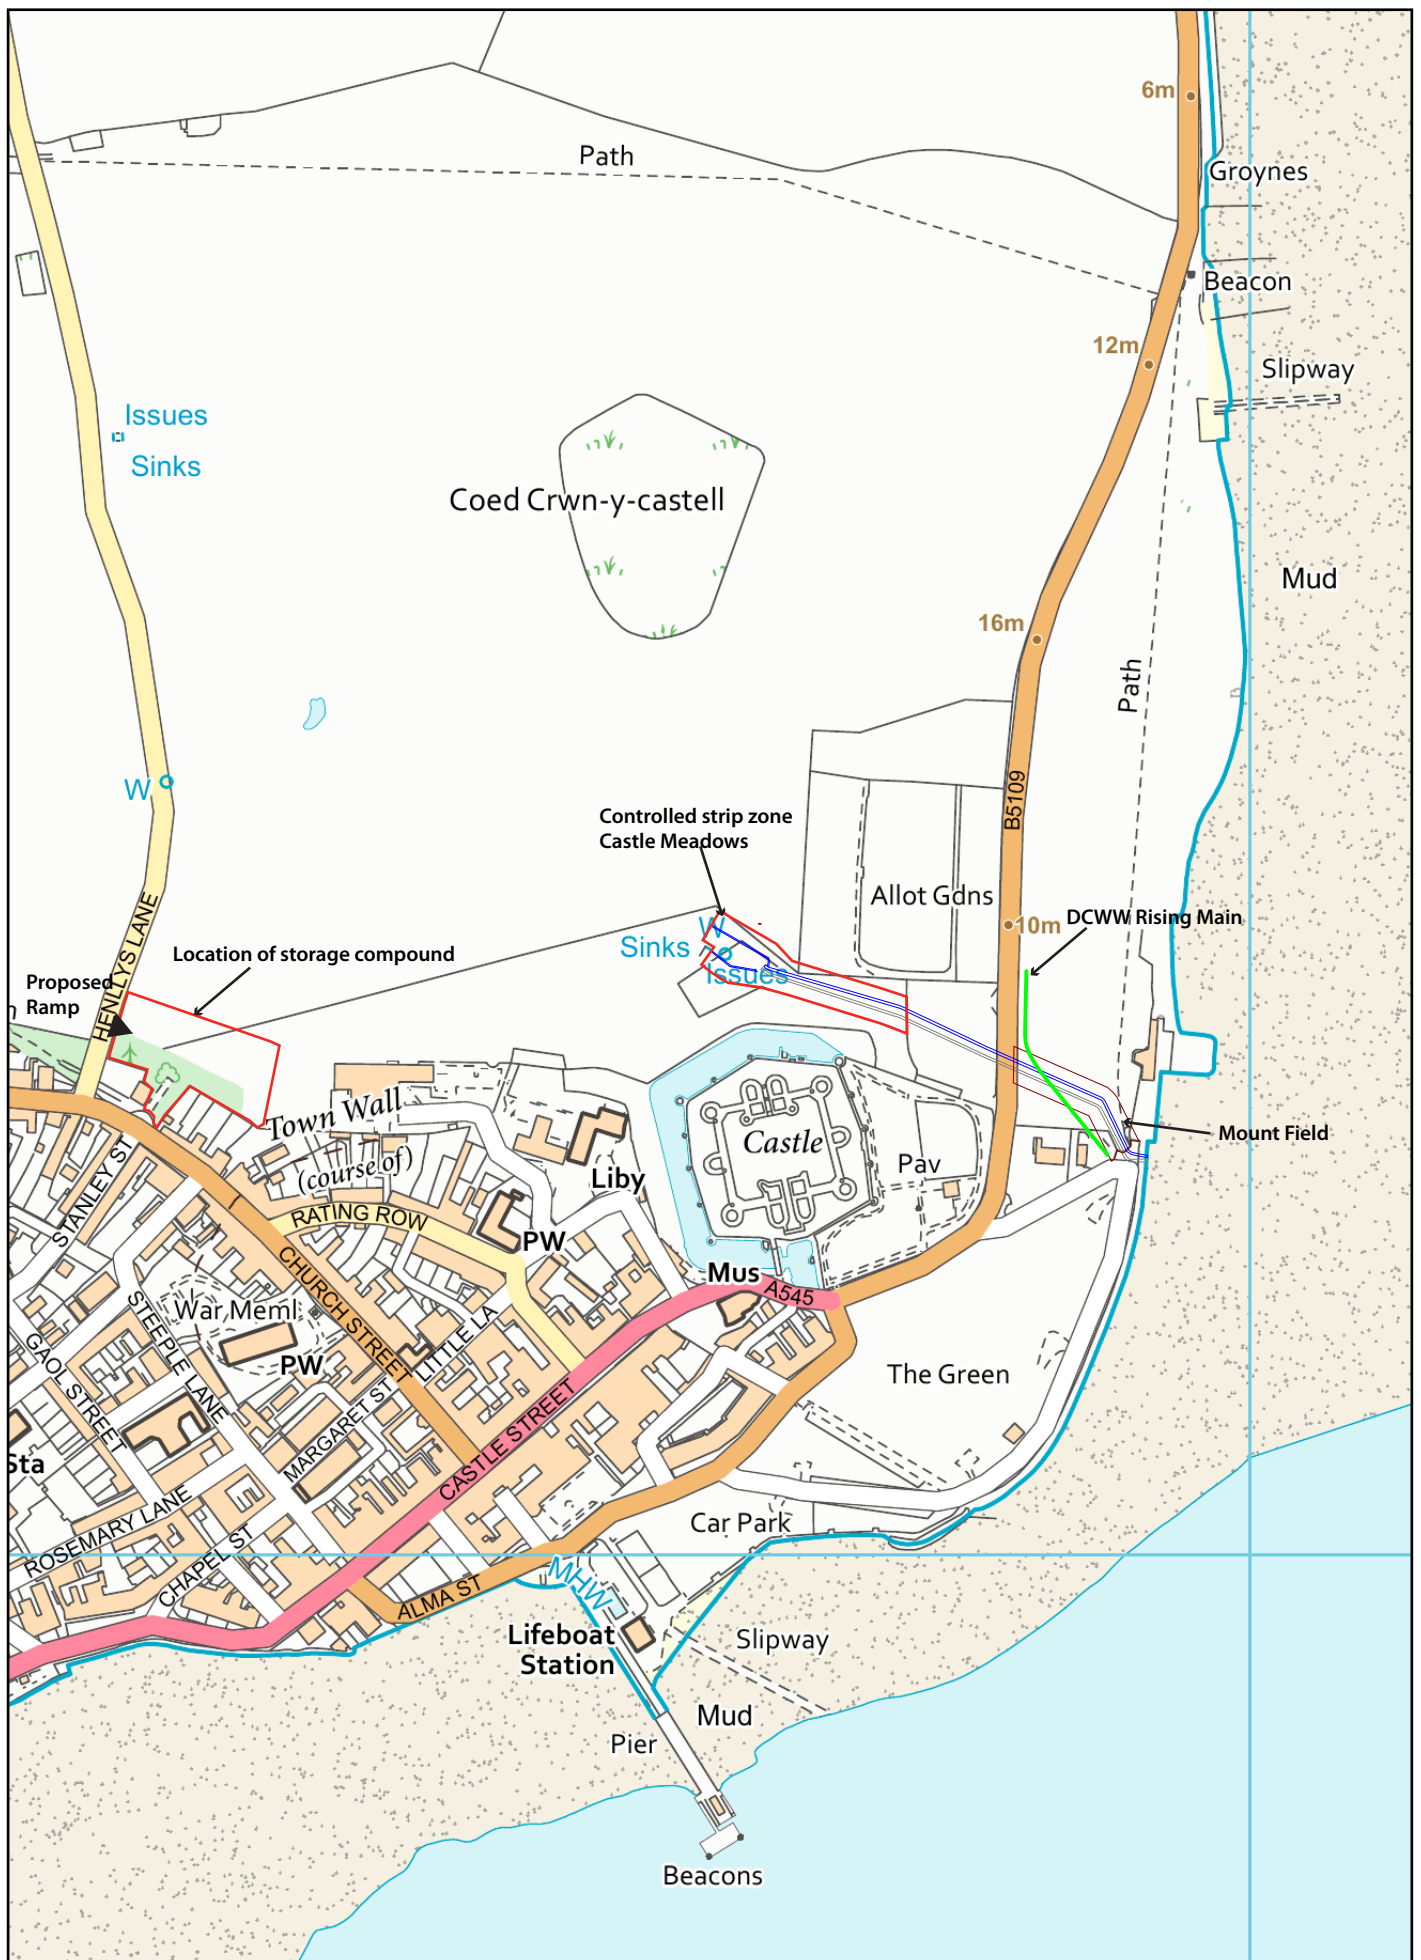 6m
Path
Groynes
Beacon
12m
Slipway
Issues
Sinks
Coed Crwn-y-castell
Mud
16m
Path
W
B5109
Controlled strip zone
Castle Meadows
Allot Gdns
10m
DCWW Rising Main
W
Sinks
Issues
HENLLYS LANE
Location of storage compound
Proposed
Ramp
Town Wall
(course of)
Castle
Mount Field
Pav
Liby
STANLEY ST
RATING ROW
PW
Mus
A545
CHURCH STREET
War Meml
STEEPLE LANE
LITTLE LA
PW
GAOL STREET
MARGARET ST
The Green
CASTLE STREET
Sta
ROSEMARY LANE
CHAPEL ST
Car Park
MHW
ALMA ST
Lifeboat
Station
Slipway
Mud
Pier
Beacons